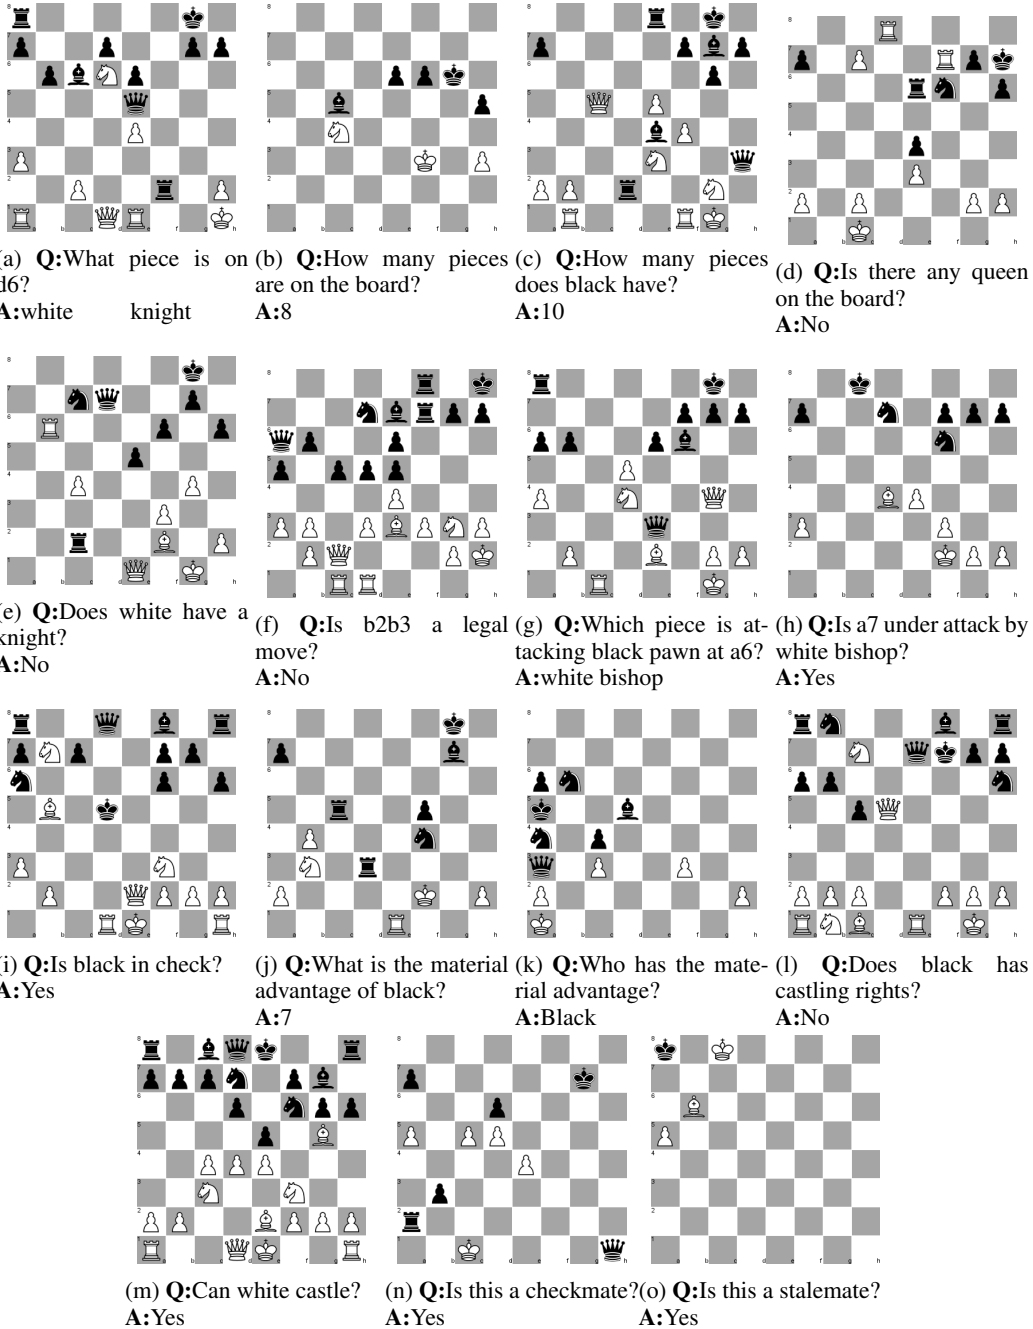 (a) Q:What piece is on
d6?
A:white knight
(b) Q:How many pieces
are on the board?
A:8
(c) Q:How many pieces
does black have?
A:10
(d) Q:Is there any queen
on the board?
A:No
(e) Q:Does white have a
knight?
A:No
(f) Q:Is b2b3 a legal
move?
A:No
(g) Q:Which piece is at-
tacking black pawn at a6?
A:white bishop
(h) Q:Is a7 under attack by
white bishop?
A:Yes
(i) Q:Is black in check?
A:Yes
(j) Q:What is the material
advantage of black?
A:7
(k) Q:Who has the mate-
rial advantage?
A:Black
(l) Q:Does black has
castling rights?
A:No
(m) Q:Can white castle?
A:Yes
(n) Q:Is this a checkmate?
A:Yes
(o) Q:Is this a stalemate?
A:Yes